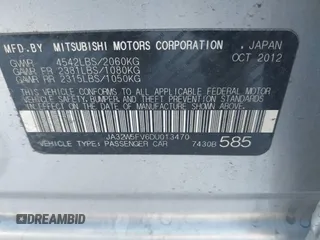 MFD.BY MITSUBISHI MOTORS CORPORATION , JAPAN
GVWR 4542LBS/2060KG OCT 2012
GAWR FR 2381LBS/1080KG
GAWR RR 2315LBS/1050KG
THIS VEHICLE CONFORMS TO ALL APPLICABLE FEDERAL MOTOR
VEHICLE SAFETY, BUMPER, AND THEFT PREVENTION STANDARDS
IN EFFECT ON THE DATE OF MANUFACTURE SHOWN ABOVE.
JA32W5FV6DU013470
VEHICLE TYPE: PASSENGER CAR 7430B 585
© DREAMBID